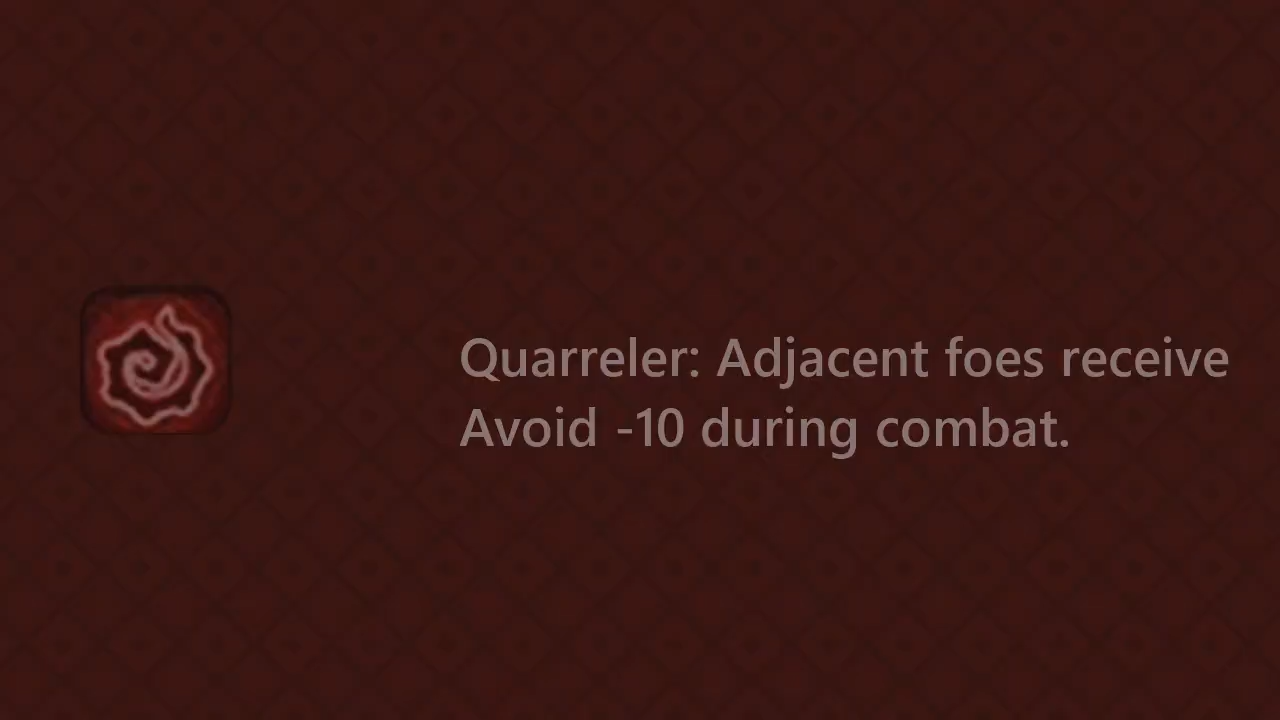 Quarreler: Adjacent foes receive
Avoid -10 during combat.